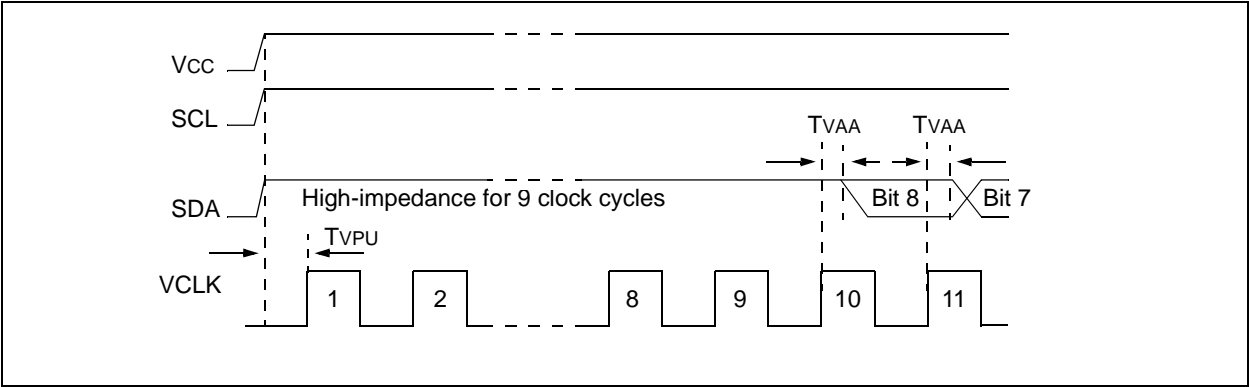 VCC
SCL
TVAA TVAA
SDA
High-impedance for 9 clock cycles
Bit 8
Bit 7
TVPU
VCLK
1 2 8 9 10 11